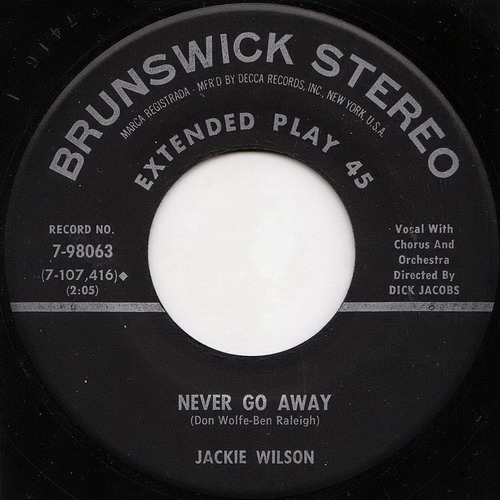 BRUNSWICK STEREO
MARCA REGISTRADA · MFR'D BY DECCA RECORDS, INC., NEW YORK, U.S.A.
EXTENDED PLAY 45
RECORD NO.
7-98063
(7-107,416)◆
(2:05)
Vocal With
Chorus And
Orchestra
Directed By
DICK JACOBS
NEVER GO AWAY
(Don Wolfe-Ben Raleigh)
JACKIE WILSON